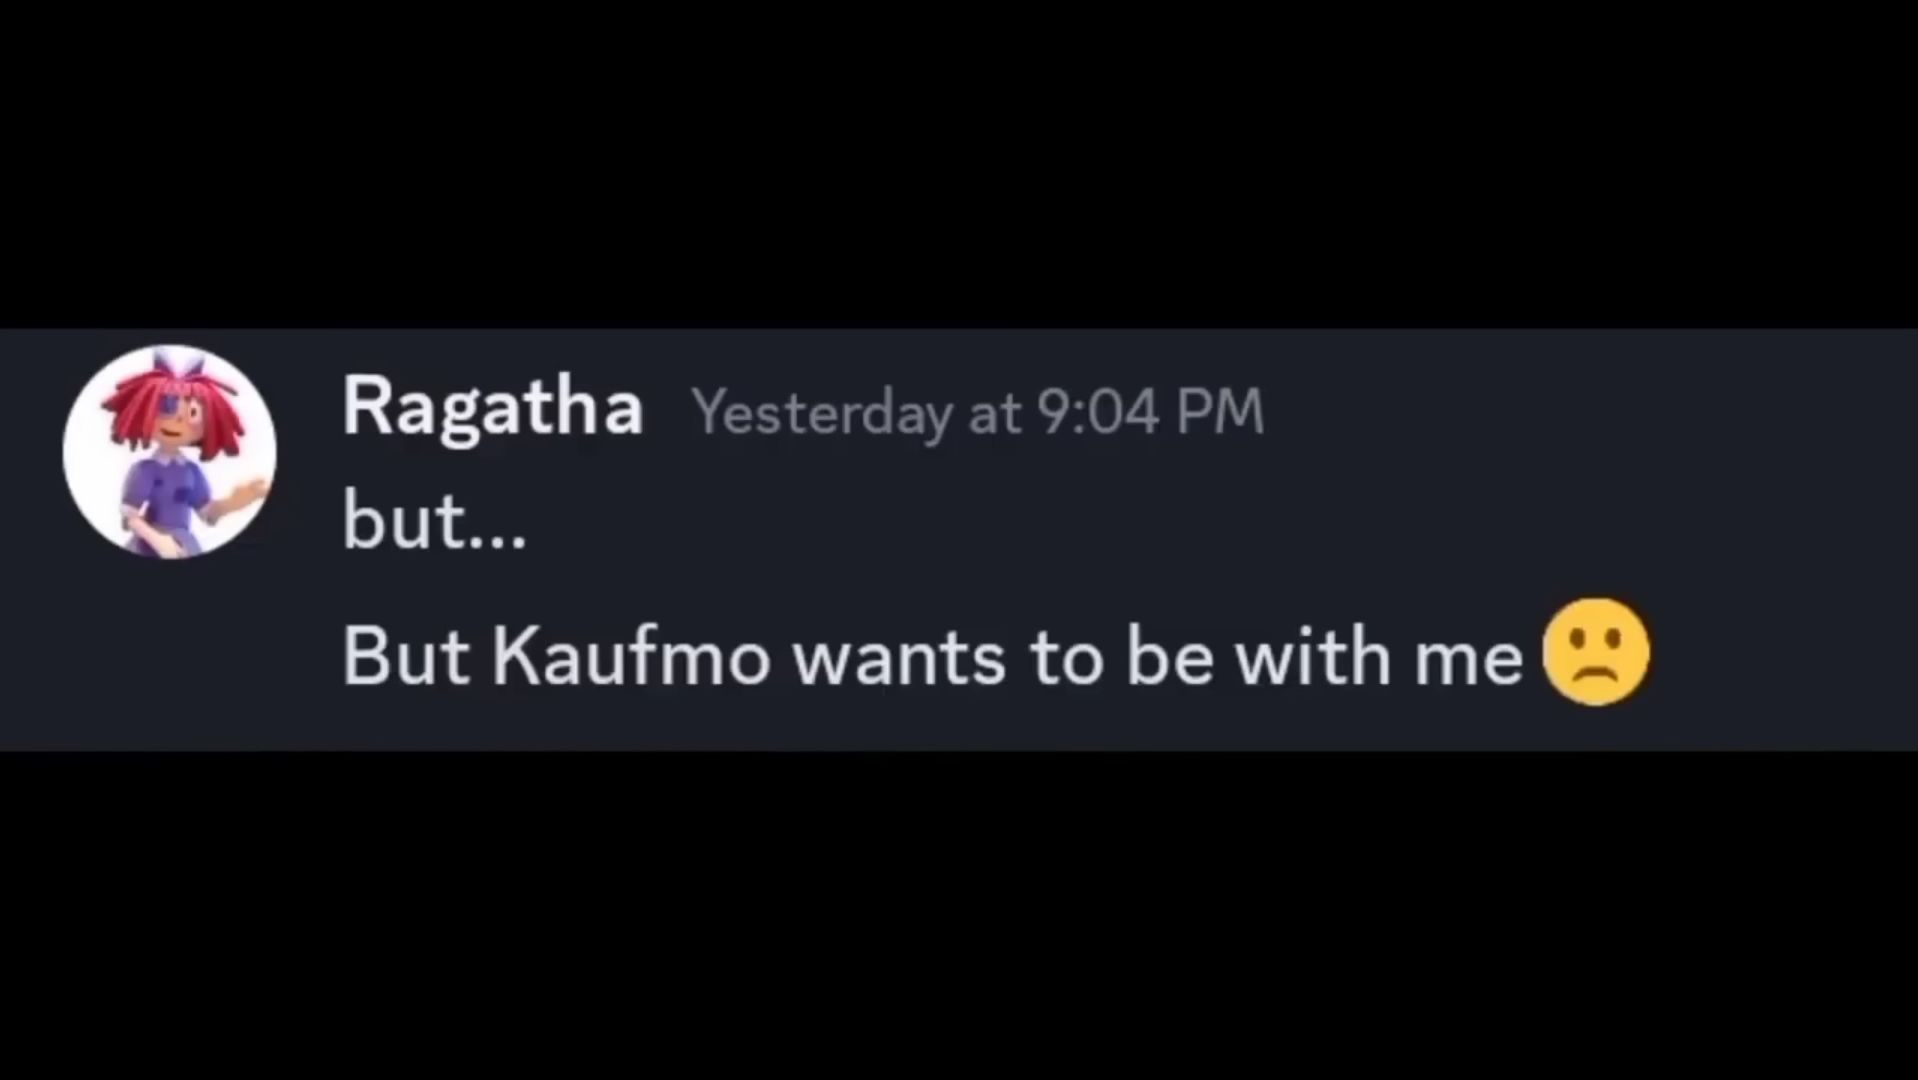 Ragatha Yesterday at 9:04 PM
but...
But Kaufmo wants to be with me 🙁